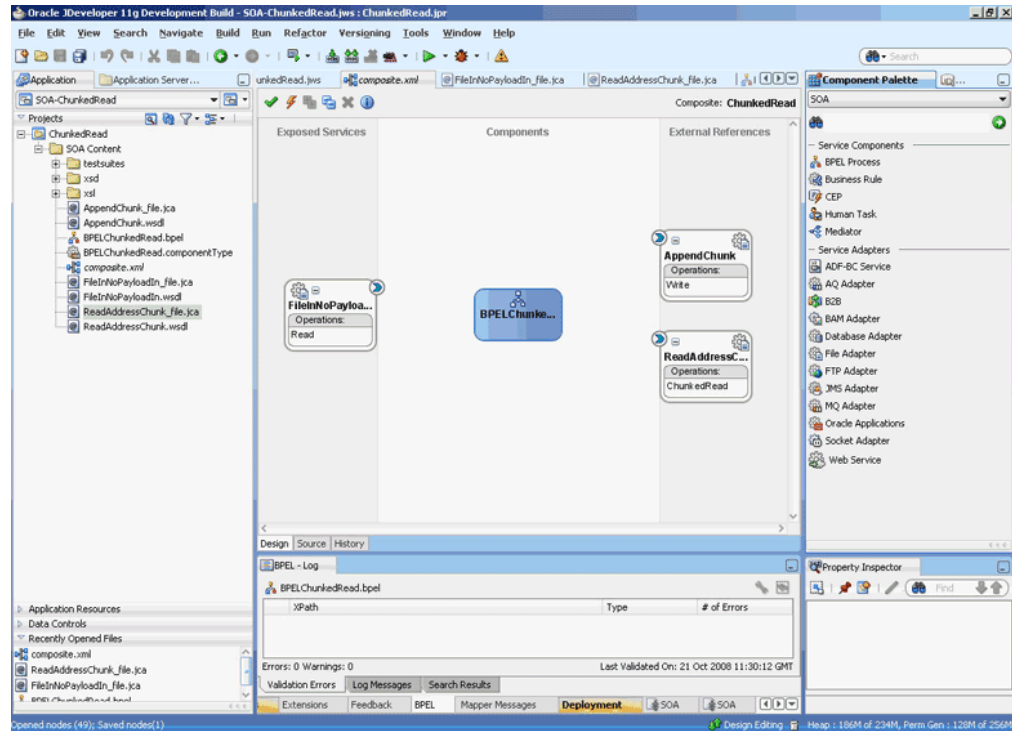 Oracle JDeveloper 11g Development Build - SOA-ChunkedRead.jws : ChunkedRead.jpr
File Edit View Search Navigate Build Run Refactor Versioning Tools Window Help
Search
Application
Application Server...
unkedRead.jws
composite.xml
FileInNoPayloadIn_file.jca
ReadAddressChunk_file.jca
Component Palette
SOA-ChunkedRead
Composite: ChunkedRead
SOA
Projects
ChunkedRead
SOA Content
testsuites
xsd
xsl
AppendChunk_file.jca
AppendChunk.wsdl
BPELChunkedRead.bpel
BPELChunkedRead.componentType
composite.xml
FileInNoPayloadIn_file.jca
FileInNoPayloadIn.wsdl
ReadAddressChunk_file.jca
ReadAddressChunk.wsdl
Exposed Services
Components
External References
FileInNoPayloa...
Operations:
Read
BPELChunke...
AppendChunk
Operations:
Write
ReadAddressC...
Operations:
ChunkedRead
Service Components
BPEL Process
Business Rule
CEP
Human Task
Mediator
Service Adapters
ADF-BC Service
AQ Adapter
B2B
BAM Adapter
Database Adapter
File Adapter
FTP Adapter
JMS Adapter
MQ Adapter
Oracle Applications
Socket Adapter
Web Service
Design Source History
BPEL - Log
BPELChunkedRead.bpel
XPath Type # of Errors
Errors: 0 Warnings: 0
Last Validated On: 21 Oct 2008 11:30:12 GMT
Validation Errors Log Messages Search Results
Extensions Feedback BPEL Mapper Messages Deployment SOA SOA
Property Inspector
Find
Application Resources
Data Controls
Recently Opened Files
composite.xml
ReadAddressChunk_file.jca
FileInNoPayloadIn_file.jca
BPELChunkedRead.bpel
Opened nodes (49); Saved nodes(1)
Design Editing
Heap : 186M of 234M, Perm Gen : 128M of 256M